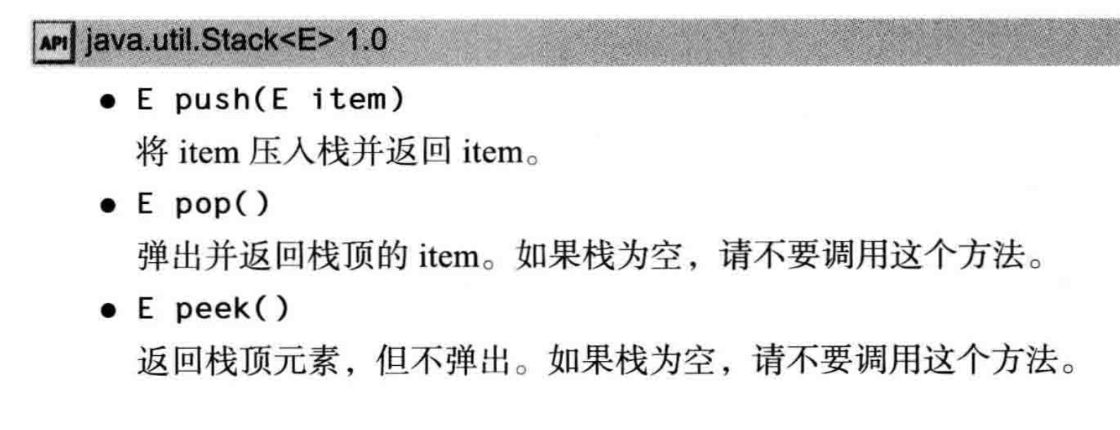 API java.util.Stack<E> 1.0
● E push(E item)
将 item 压入栈并返回 item。
● E pop()
弹出并返回栈顶的 item。如果栈为空，请不要调用这个方法。
● E peek()
返回栈顶元素，但不弹出。如果栈为空，请不要调用这个方法。